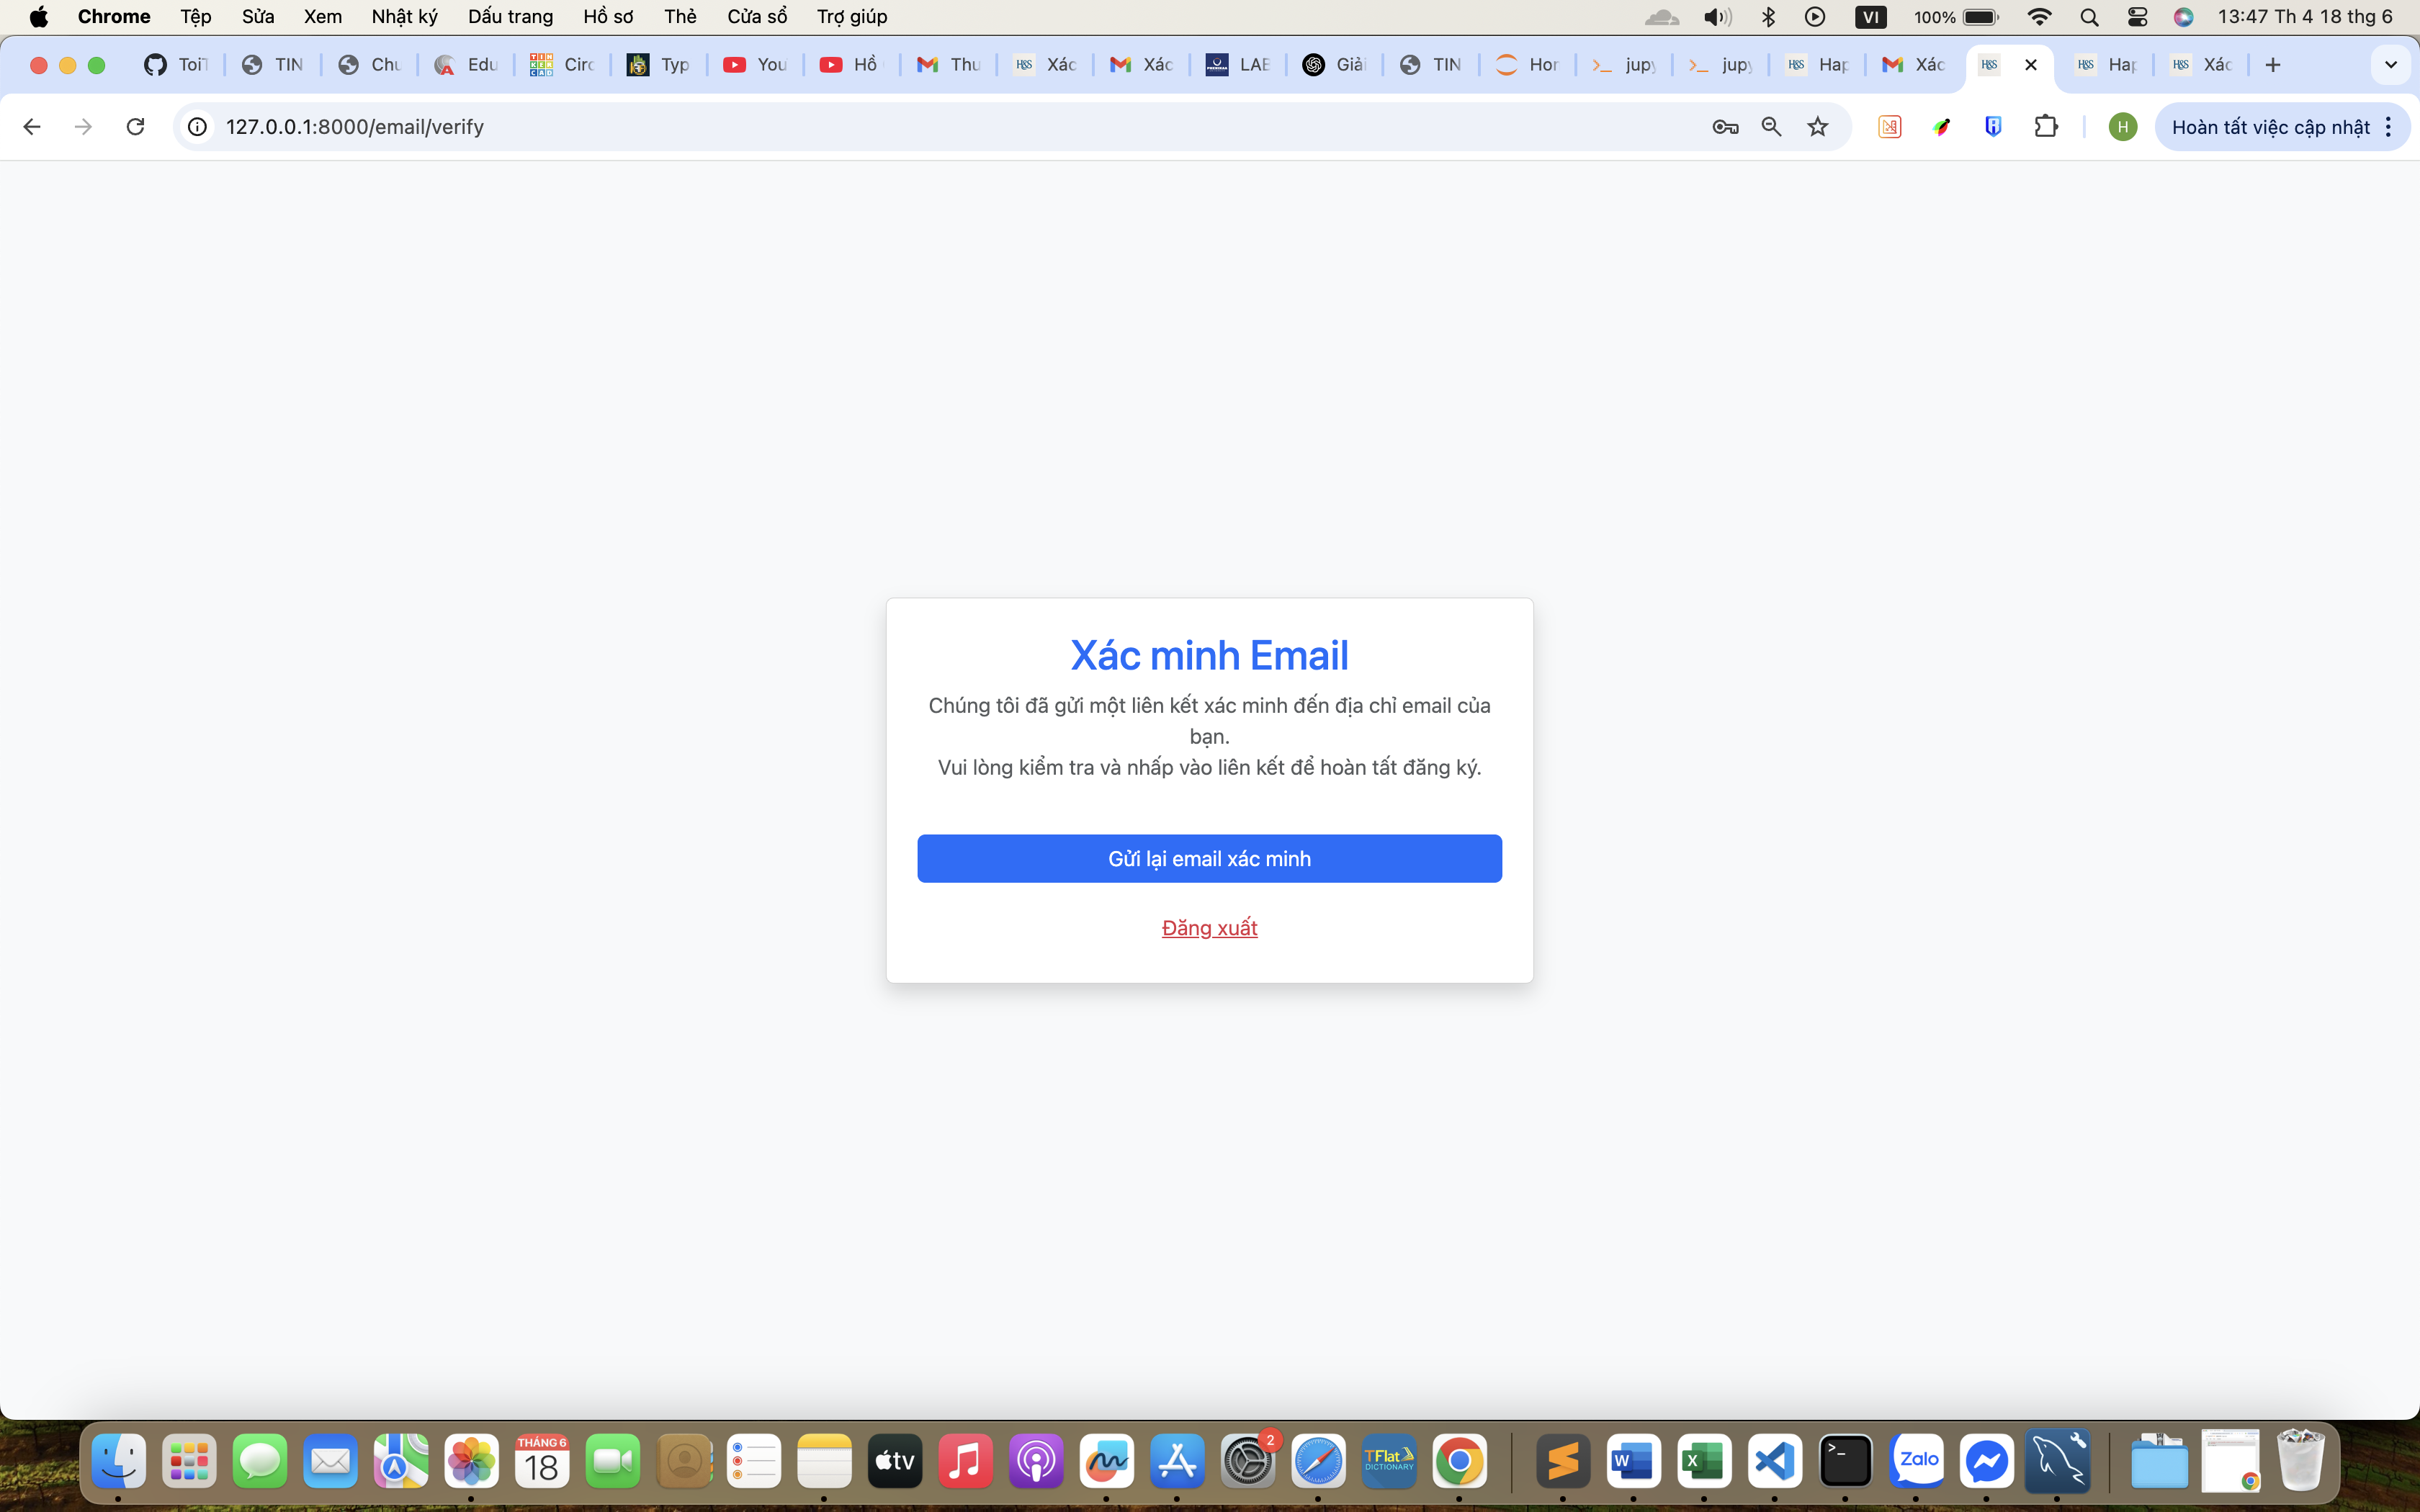 Chrome Tệp Sửa Xem Nhật ký Dấu trang Hồ sơ Thẻ Cửa sổ Trợ giúp VI 100% 13:47 Th 4 18 thg 6
ToiT TIN Chu Edu Circ Typ You Hồ Thu H&S Xác Xác LAB Giải TIN Hor jupy jupy H&S Hap Xác H&S H&S Hap H&S Xác
127.0.0.1:8000/email/verify H Hoàn tất việc cập nhật
Xác minh Email
Chúng tôi đã gửi một liên kết xác minh đến địa chỉ email của
bạn.
Vui lòng kiểm tra và nhấp vào liên kết để hoàn tất đăng ký.
Gửi lại email xác minh
Đăng xuất
THÁNG 6
18
tv
2
TFlat
DICTIONARY
W
X
>_
Zalo